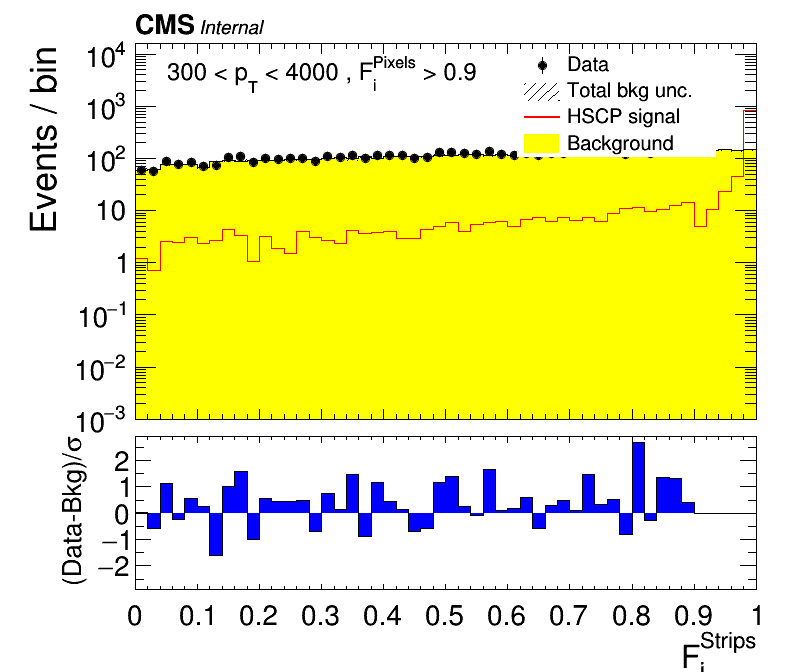 CMS Internal
Events / bin
300 < p_T < 4000 , F_i^Pixels > 0.9
Data
Total bkg unc.
HSCP signal
Background
10^4
10^3
10^2
10
1
10^−1
10^−2
10^−3
(Data-Bkg)/σ
2
1
0
−1
−2
0 0.1 0.2 0.3 0.4 0.5 0.6 0.7 0.8 0.9 1
F_i^Strips